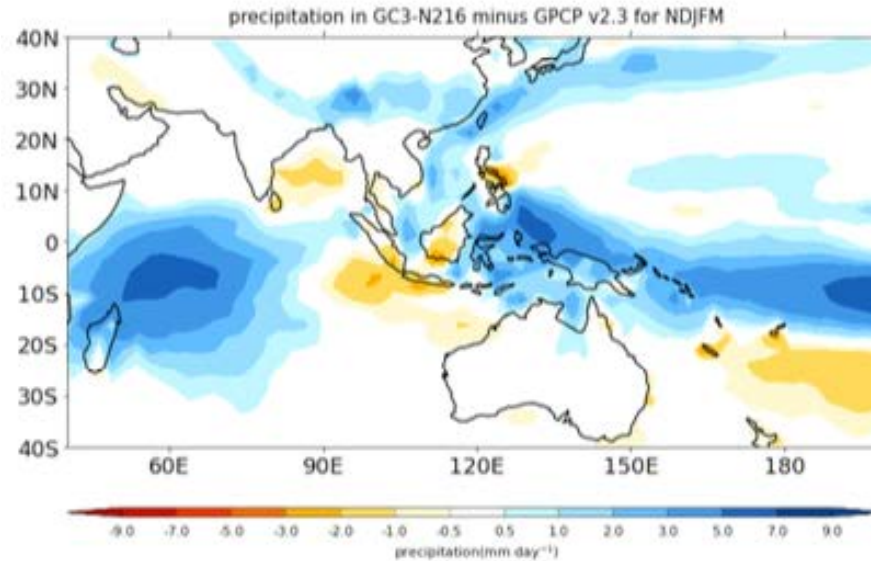 precipitation in GC3-N216 minus GPCP v2.3 for NDJFM
40N
30N
20N
10N
0
10S
20S
30S
40S
60E 90E 120E 150E 180
-9.0 -7.0 -5.0 -3.0 -2.0 -1.0 -0.5 0.5 1.0 2.0 3.0 5.0 7.0 9.0
precipitation(mm day⁻¹)